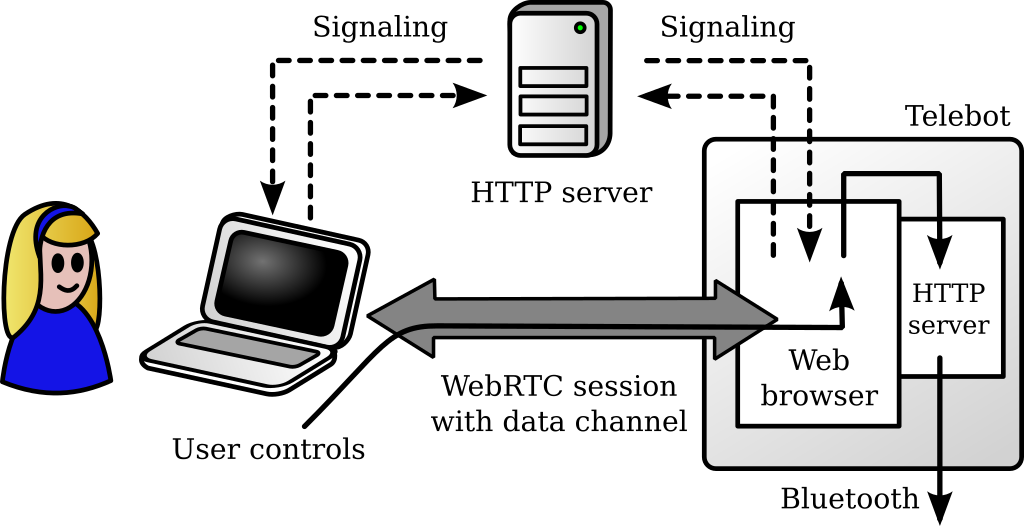 Signaling
Signaling
Telebot
HTTP server
HTTP
server
Web
browser
WebRTC session
with data channel
User controls
Bluetooth